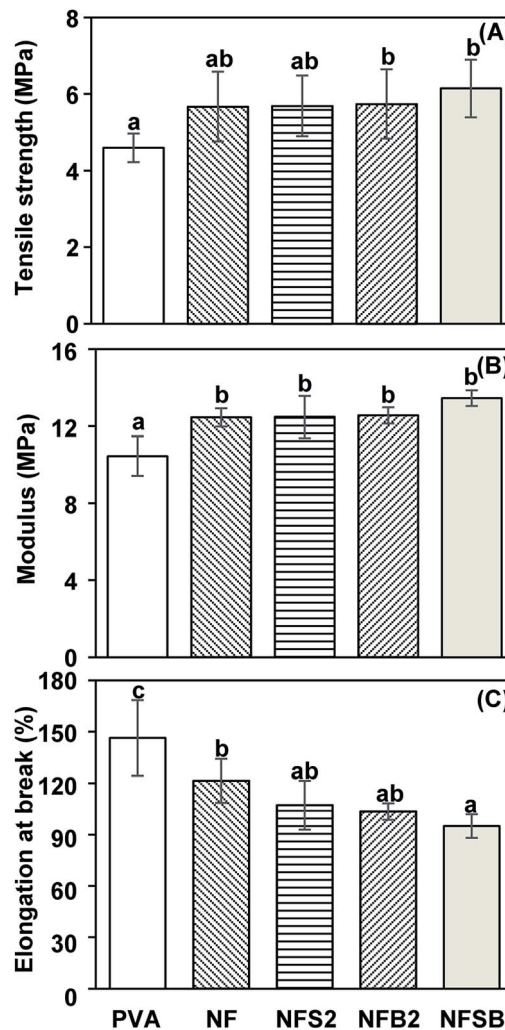 Tensile strength (MPa)
8
6
4
2
0
(A)
a
ab
ab
b
b
Modulus (MPa)
16
12
8
4
0
(B)
a
b
b
b
b
Elongation at break (%)
180
150
120
90
60
30
0
(C)
c
b
ab
ab
a
PVA NF NFS2 NFB2 NFSB